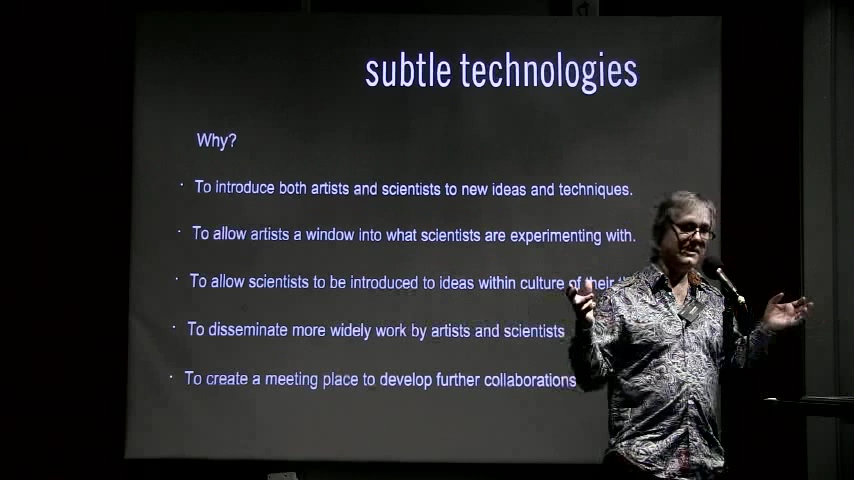 subtle technologies
Why?
· To introduce both artists and scientists to new ideas and techniques.
· To allow artists a window into what scientists are experimenting with.
· To allow scientists to be introduced to ideas within culture of their
· To disseminate more widely work by artists and scientists
· To create a meeting place to develop further collaborations